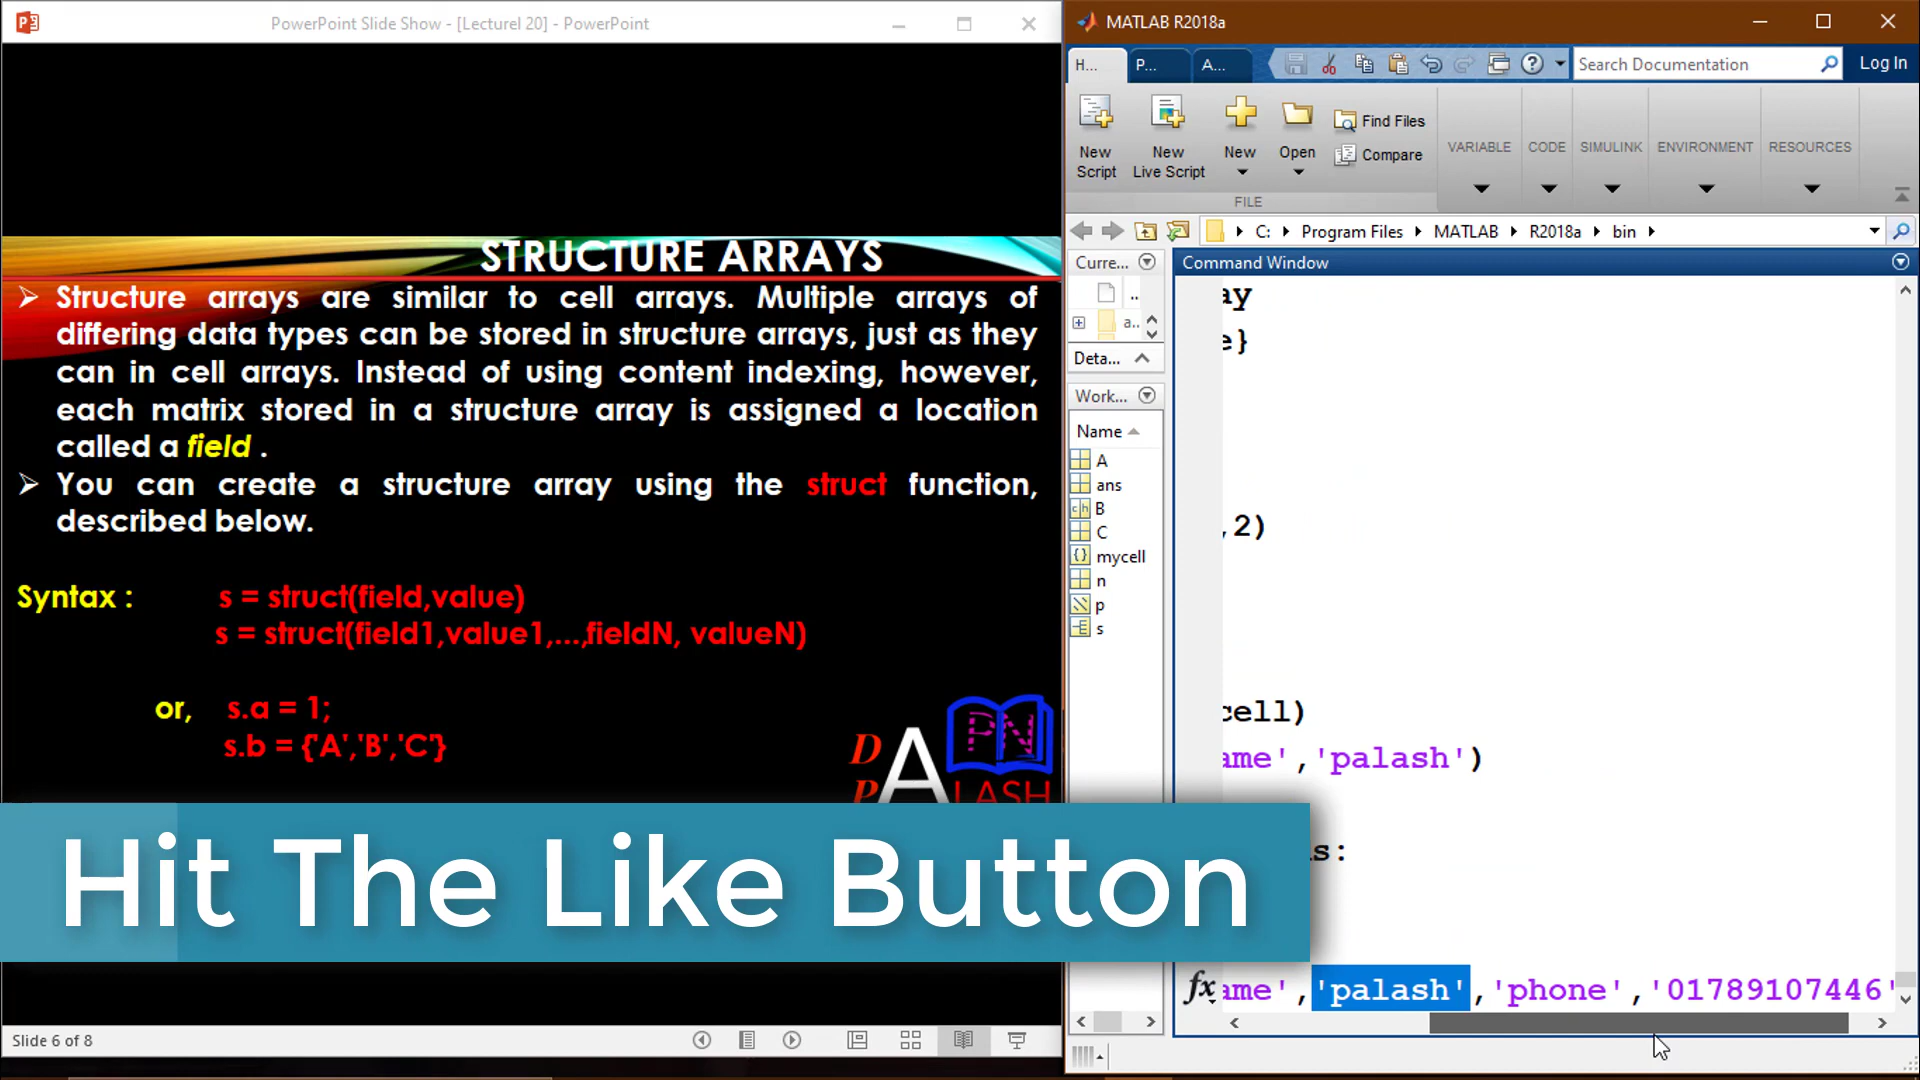 PowerPoint Slide Show - [Lecturel 20] - PowerPoint
STRUCTURE ARRAYS
Structure arrays are similar to cell arrays. Multiple arrays of
differing data types can be stored in structure arrays, just as they
can in cell arrays. Instead of using content indexing, however,
each matrix stored in a structure array is assigned a location
called a field .
You can create a structure array using the struct function,
described below.
Syntax : s = struct(field,value)
s = struct(field1,value1,...,fieldN, valueN)
or, s.a = 1;
s.b = {'A','B','C'}
PN
D
P
A
LASH
Hit The Like Button
Slide 6 of 8
MATLAB R2018a
H... P... A...
Search Documentation
Log In
New Script
New Live Script
New
Open
Find Files
Compare
FILE
VARIABLE
CODE
SIMULINK
ENVIRONMENT
RESOURCES
C: Program Files MATLAB R2018a bin
Curre...
..
a..
Deta...
Work...
Name
A
ans
B
C
mycell
n
p
s
Command Window
ay
e}
,2)
cell)
ame','palash')
s:
fx ame','palash','phone','01789107446'